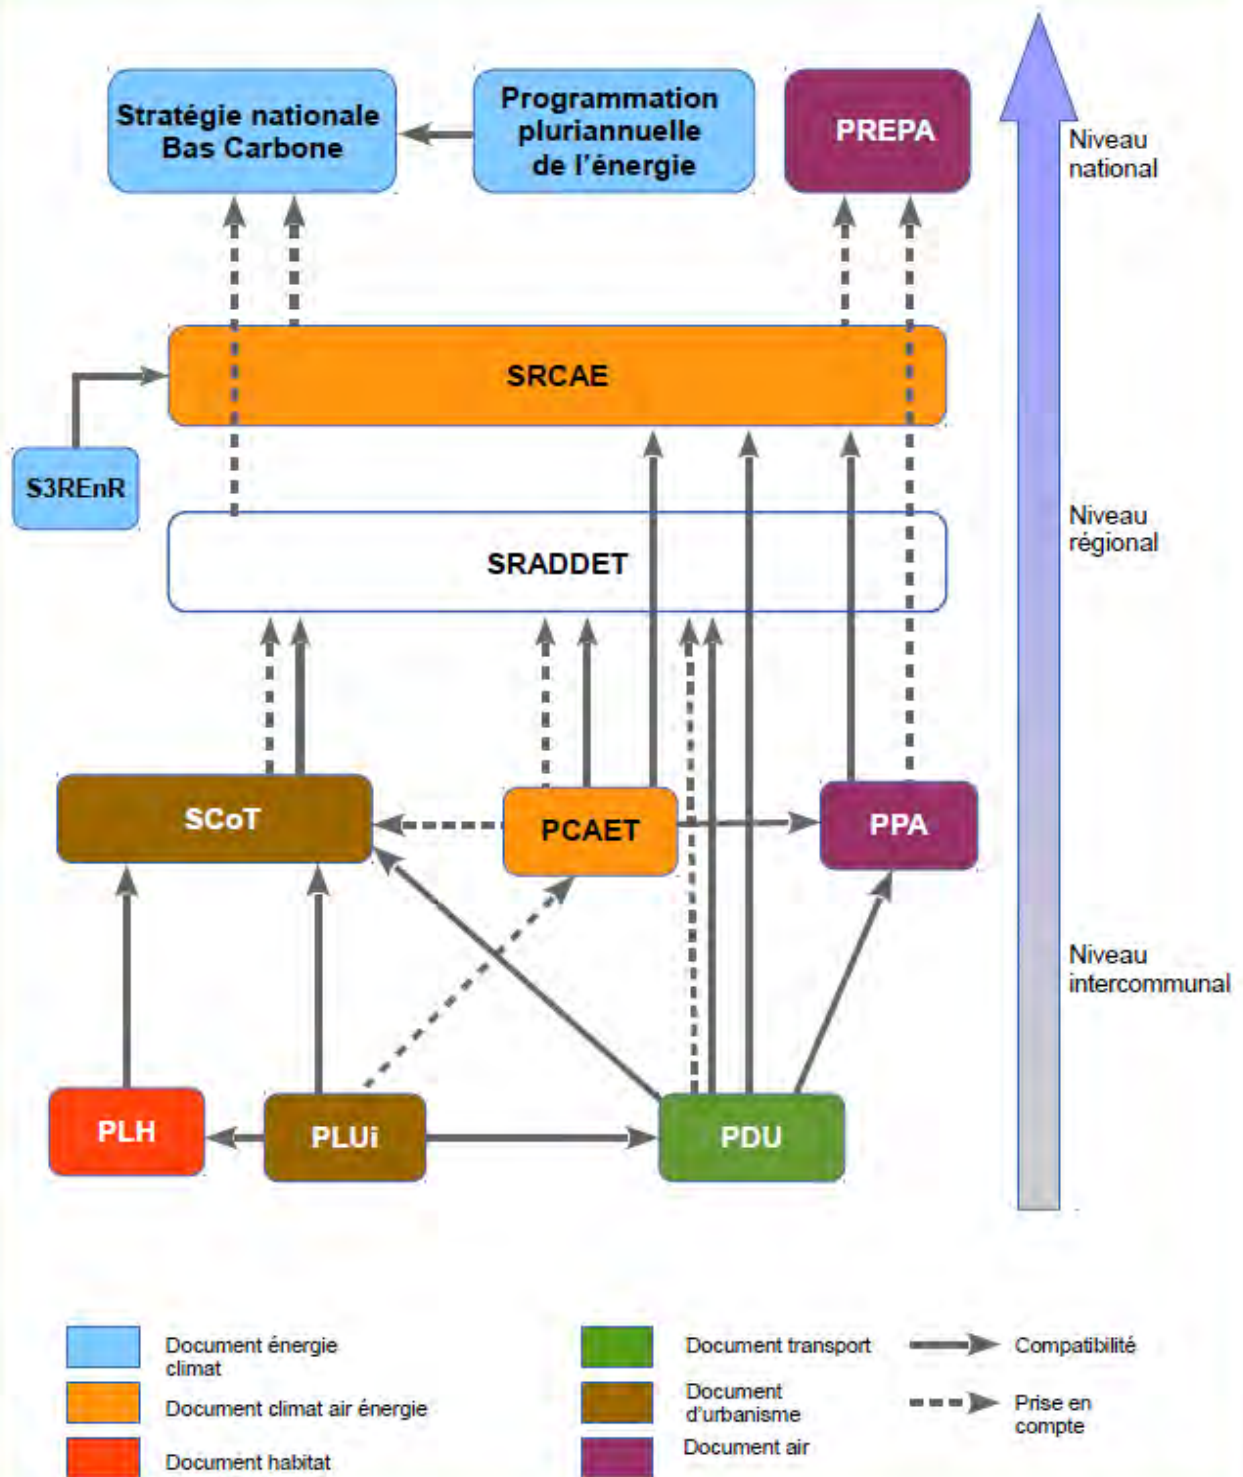 Stratégie nationale
Bas Carbone
Programmation
pluriannuelle
de l'énergie
PREPA
Niveau
national
SRCAE
S3REnR
Niveau
régional
SRADDET
SCoT
PCAET
PPA
Niveau
intercommunal
PLH
PLUi
PDU
Document énergie
climat
Document climat air énergie
Document habitat
Document transport
Document
d'urbanisme
Document air
Compatibilité
Prise en
compte